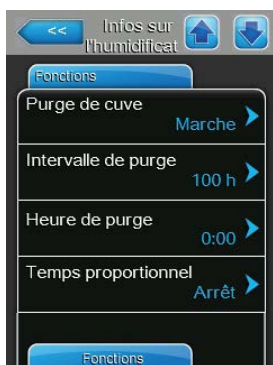 <<
Infos sur
l'humidificat
Fonctions
Purge de cuve
Marche
Intervalle de purge
100 h
Heure de purge
0:00
Temps proportionnel
Arrêt
Fonctions